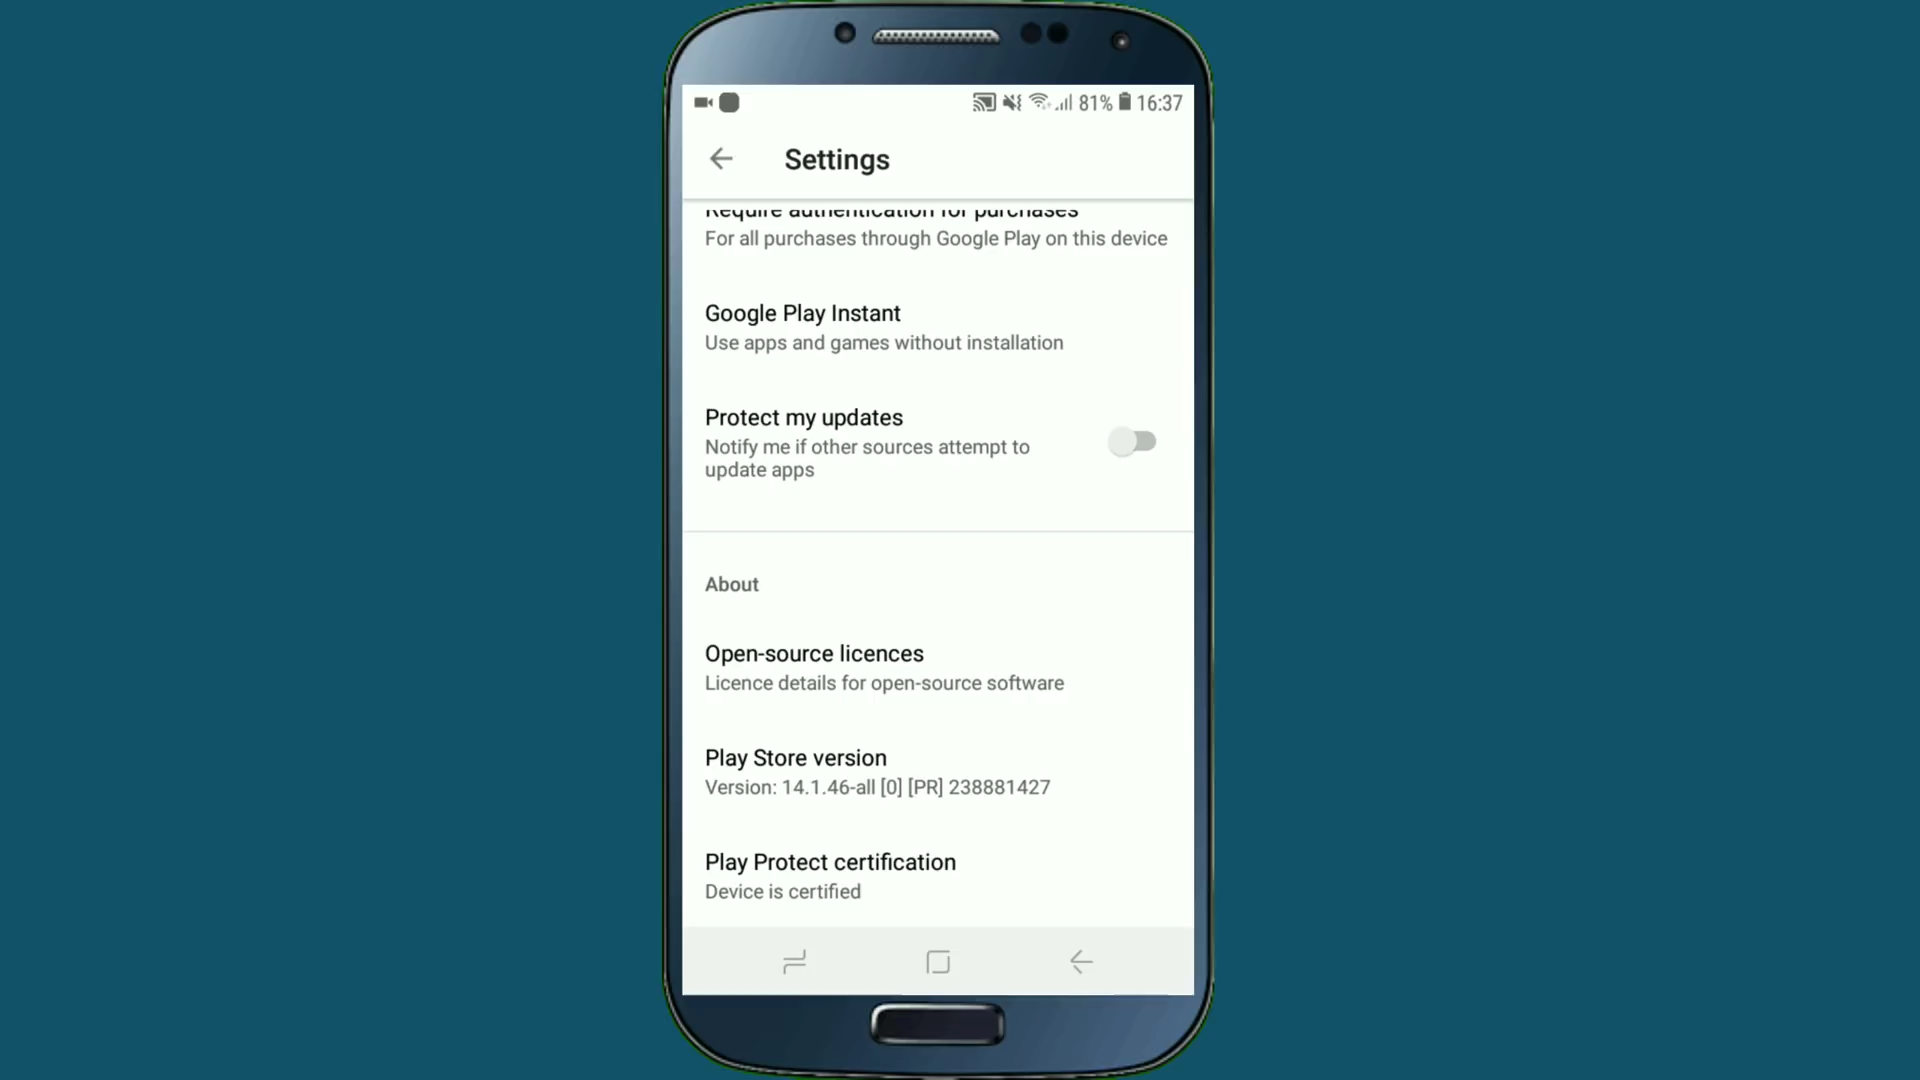 81% 16:37
Settings
Require authentication for purchases
For all purchases through Google Play on this device
Google Play Instant
Use apps and games without installation
Protect my updates
Notify me if other sources attempt to
update apps
About
Open-source licences
Licence details for open-source software
Play Store version
Version: 14.1.46-all [0] [PR] 238881427
Play Protect certification
Device is certified